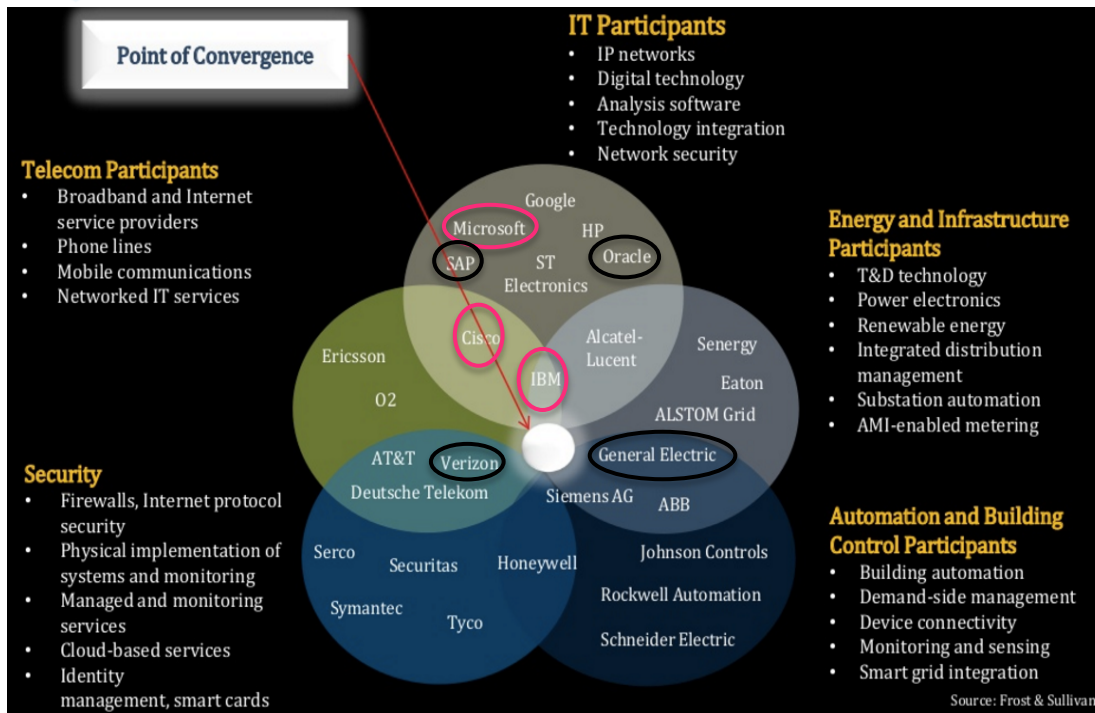 Point of Convergence
IT Participants
• IP networks
• Digital technology
• Analysis software
• Technology integration
• Network security
Telecom Participants
• Broadband and Internet
service providers
• Phone lines
• Mobile communications
• Networked IT services
Energy and Infrastructure
Participants
• T&D technology
• Power electronics
• Renewable energy
• Integrated distribution
management
• Substation automation
• AMI-enabled metering
Security
• Firewalls, Internet protocol
security
• Physical implementation of
systems and monitoring
• Managed and monitoring
services
• Cloud-based services
• Identity
management, smart cards
Automation and Building
Control Participants
• Building automation
• Demand-side management
• Device connectivity
• Monitoring and sensing
• Smart grid integration
Google
Microsoft
HP
SAP
ST
Electronics
Oracle
Cisco
Alcatel-
Lucent
IBM
Ericsson
O2
Senergy
Eaton
ALSTOM Grid
AT&T
Verizon
Deutsche Telekom
General Electric
Siemens AG
ABB
Serco
Securitas
Honeywell
Symantec
Tyco
Johnson Controls
Rockwell Automation
Schneider Electric
Source: Frost & Sullivan